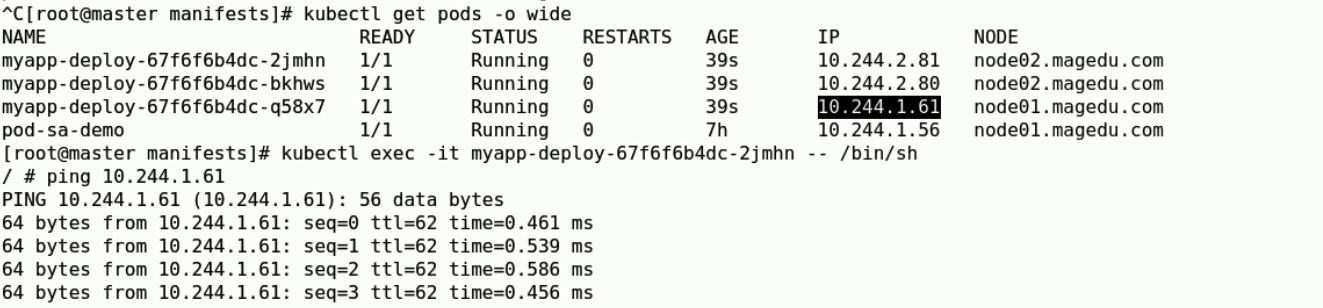 ^C[root@master manifests]# kubectl get pods -o wide
NAME                            READY     STATUS    RESTARTS   AGE       IP            NODE
myapp-deploy-67f6f6b4dc-2jmhn   1/1       Running   0          39s       10.244.2.81   node02.magedu.com
myapp-deploy-67f6f6b4dc-bkhws   1/1       Running   0          39s       10.244.2.80   node02.magedu.com
myapp-deploy-67f6f6b4dc-q58x7   1/1       Running   0          39s       10.244.1.61   node01.magedu.com
pod-sa-demo                     1/1       Running   0          7h        10.244.1.56   node01.magedu.com
[root@master manifests]# kubectl exec -it myapp-deploy-67f6f6b4dc-2jmhn -- /bin/sh
/ # ping 10.244.1.61
PING 10.244.1.61 (10.244.1.61): 56 data bytes
64 bytes from 10.244.1.61: seq=0 ttl=62 time=0.461 ms
64 bytes from 10.244.1.61: seq=1 ttl=62 time=0.539 ms
64 bytes from 10.244.1.61: seq=2 ttl=62 time=0.586 ms
64 bytes from 10.244.1.61: seq=3 ttl=62 time=0.456 ms